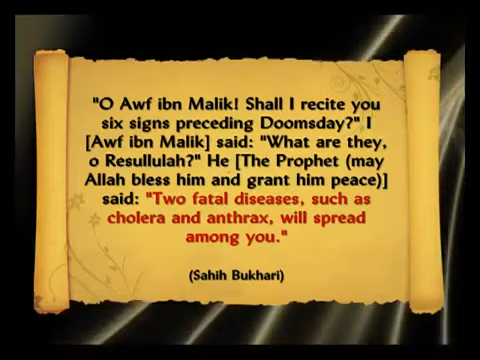 "O Awf ibn Malik! Shall I recite you
six signs preceding Doomsday?" I
[Awf ibn Malik] said: "What are they,
o Resullulah?" He [The Prophet (may
Allah bless him and grant him peace)]
said: "Two fatal diseases, such as
cholera and anthrax, will spread
among you."
(Sahih Bukhari)